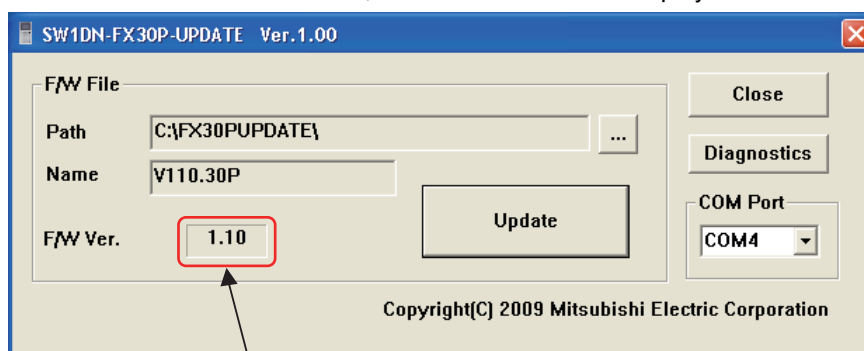 SW1DN-FX30P-UPDATE Ver.1.00
F/W File
Path C:\FX30PUPDATE\ ...
Name V110.30P
F/W Ver. 1.10
Update
Close
Diagnostics
COM Port
COM4
Copyright(C) 2009 Mitsubishi Electric Corporation